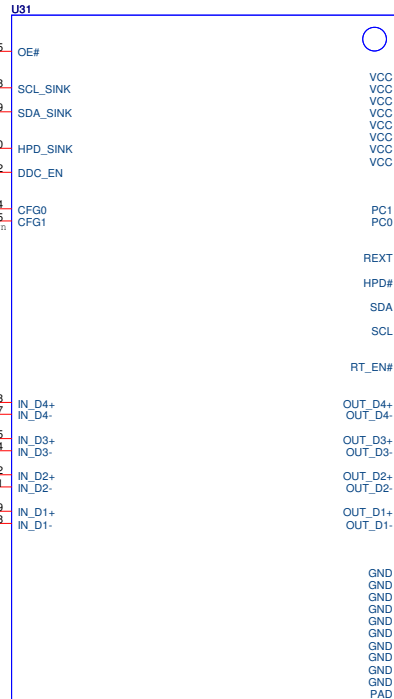 U31
OE#
SCL_SINK
SDA_SINK
HPD_SINK
DDC_EN
CFG0
CFG1
IN_D4+
IN_D4-
IN_D3+
IN_D3-
IN_D2+
IN_D2-
IN_D1+
IN_D1-
VCC
VCC
VCC
VCC
VCC
VCC
VCC
VCC
PC1
PC0
REXT
HPD#
SDA
SCL
RT_EN#
OUT_D4+
OUT_D4-
OUT_D3+
OUT_D3-
OUT_D2+
OUT_D2-
OUT_D1+
OUT_D1-
GND
GND
GND
GND
GND
GND
GND
GND
GND
GND
PAD